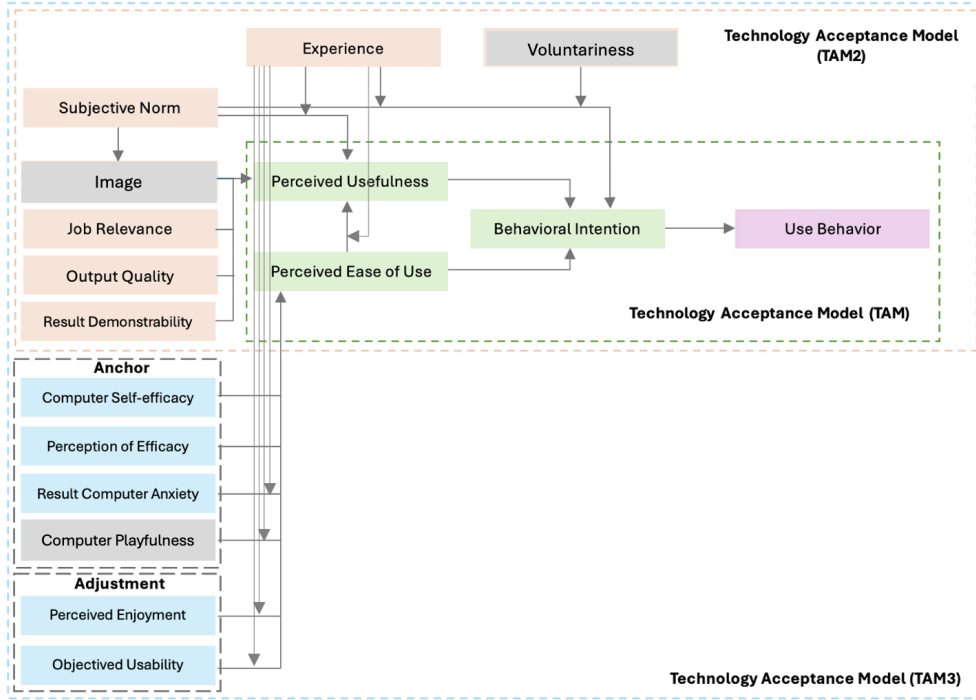 Experience
Voluntariness
Technology Acceptance Model
(TAM2)
Subjective Norm
Image
Perceived Usefulness
Job Relevance
Behavioral Intention
Use Behavior
Output Quality
Perceived Ease of Use
Result Demonstrability
Technology Acceptance Model (TAM)
Anchor
Computer Self-efficacy
Perception of Efficacy
Result Computer Anxiety
Computer Playfulness
Adjustment
Perceived Enjoyment
Objectived Usability
Technology Acceptance Model (TAM3)